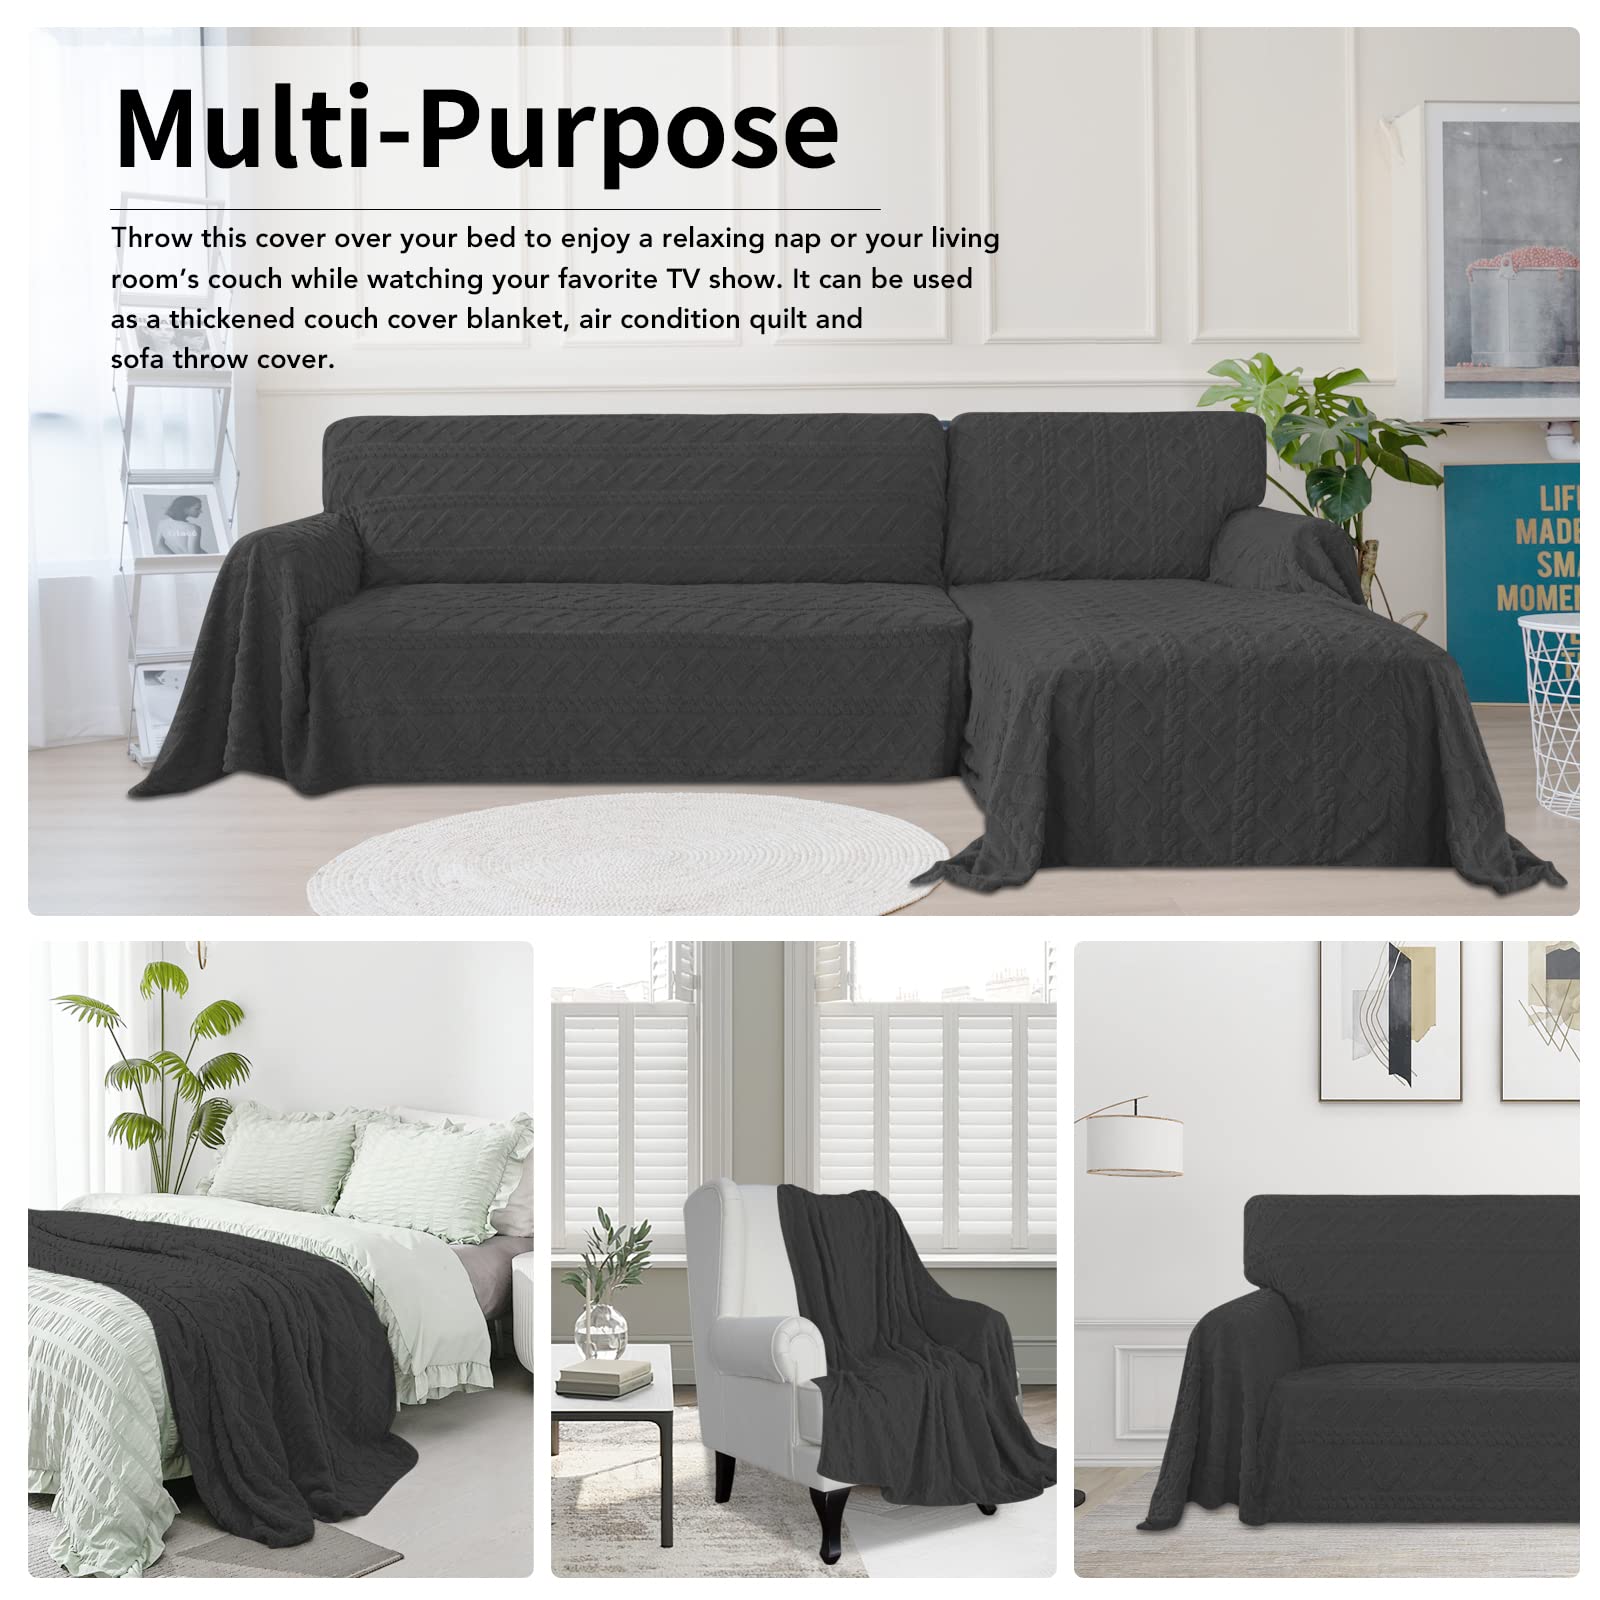 Multi-Purpose
Throw this cover over your bed to enjoy a relaxing nap or your living
room’s couch while watching your favorite TV show. It can be used
as a thickened couch cover blanket, air condition quilt and
sofa throw cover.
MADE
MOME